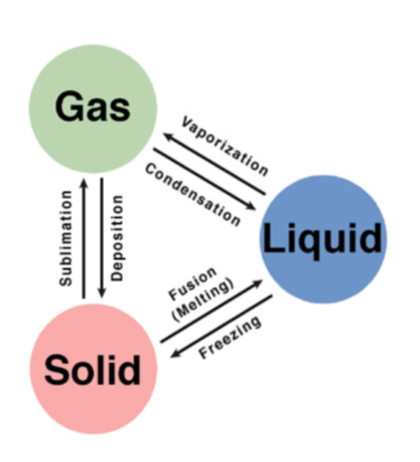 Gas
Vaporization
Condensation
Sublimation
Deposition
Liquid
Fusion
(Melting)
Freezing
Solid